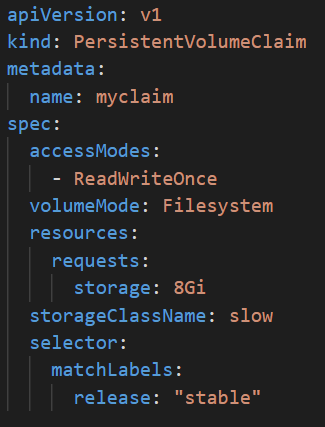 apiVersion: v1
kind: PersistentVolumeClaim
metadata:
  name: myclaim
spec:
  accessModes:
    - ReadWriteOnce
  volumeMode: Filesystem
  resources:
    requests:
      storage: 8Gi
  storageClassName: slow
  selector:
    matchLabels:
      release: "stable"